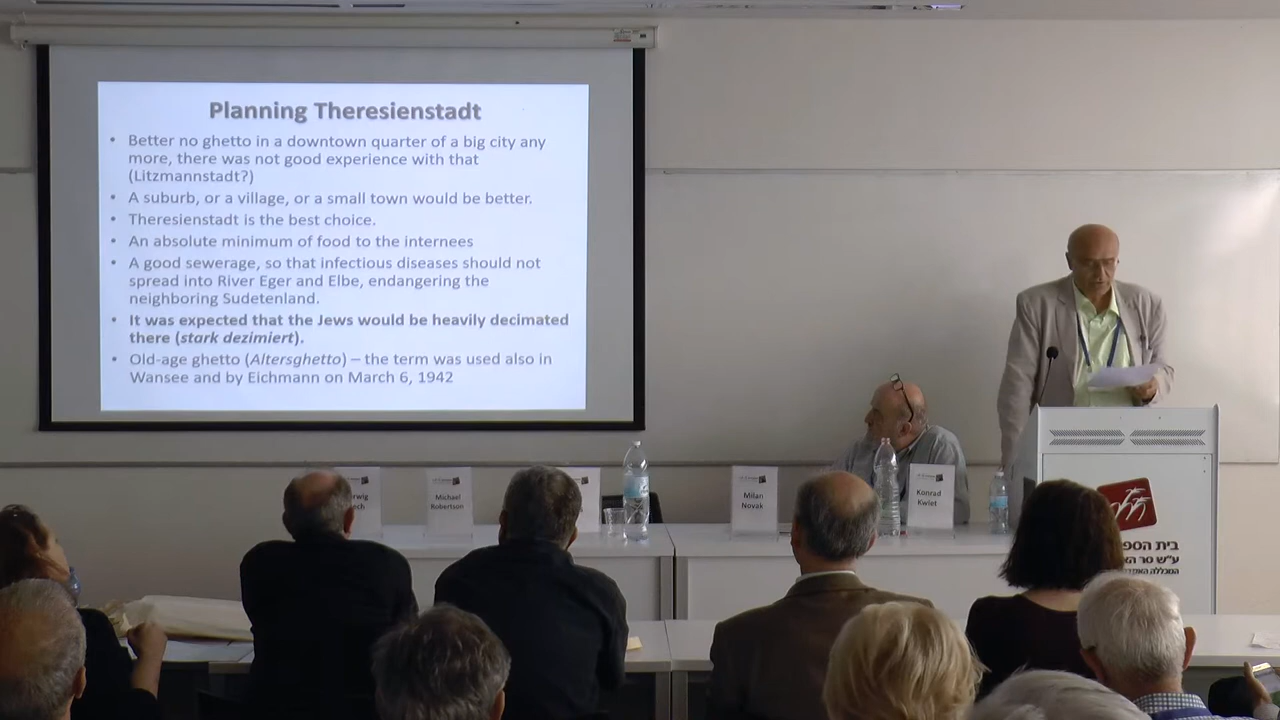 Planning Theresienstadt
• Better no ghetto in a downtown quarter of a big city any
more, there was not good experience with that
(Litzmannstadt?)
• A suburb, or a village, or a small town would be better.
• Theresienstadt is the best choice.
• An absolute minimum of food to the internees
• A good sewerage, so that infectious diseases should not
spread into River Eger and Elbe, endangering the
neighboring Sudetenland.
• It was expected that the Jews would be heavily decimated
there (stark dezimiert).
• Old-age ghetto (Altersghetto) – the term was used also in
Wansee and by Eichmann on March 6, 1942
Michael
Robertson
Milan
Novak
Konrad
Kwiet
בית הספ
ע"ש סר
המכללה